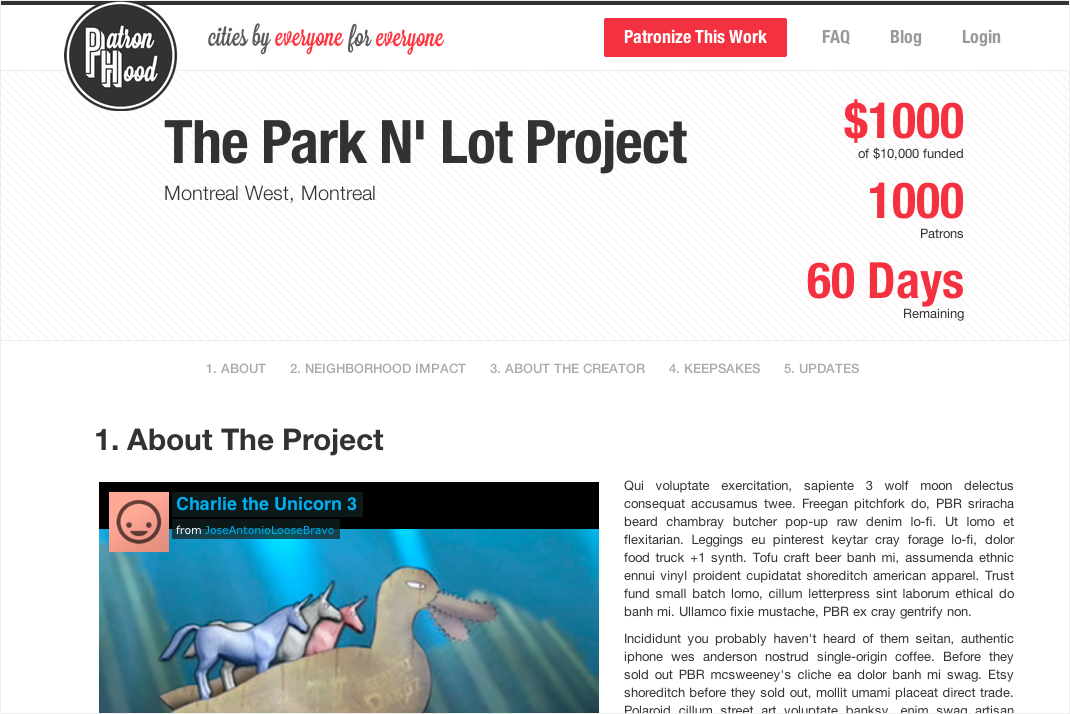 Patron
Hood
cities by everyone for everyone
Patronize This Work
FAQ
Blog
Login
The Park N' Lot Project
Montreal West, Montreal
$1000
of $10,000 funded
1000
Patrons
60 Days
Remaining
1. ABOUT
2. NEIGHBORHOOD IMPACT
3. ABOUT THE CREATOR
4. KEEPSAKES
5. UPDATES
1. About The Project
Charlie the Unicorn 3
from JoseAntonioLooseBravo
Qui voluptate exercitation, sapiente 3 wolf moon delectus
consequat accusamus twee. Freegan pitchfork do, PBR sriracha
beard chambray butcher pop-up raw denim lo-fi. Ut lomo et
flexitarian. Leggings eu pinterest keytar cray forage lo-fi, dolor
food truck +1 synth. Tofu craft beer banh mi, assumenda ethnic
ennui vinyl proident cupidatat shoreditch american apparel. Trust
fund small batch lomo, cillum letterpress sint laborum ethical do
banh mi. Ullamco fixie mustache, PBR ex cray gentrify non.
Incididunt you probably haven't heard of them seitan, authentic
iphone wes anderson nostrud single-origin coffee. Before they
sold out PBR mcsweeney's cliche ea dolor banh mi swag. Etsy
shoreditch before they sold out, mollit umami placeat direct trade.
Polaroid cillum street art voluptate banksy, enim swag artisan